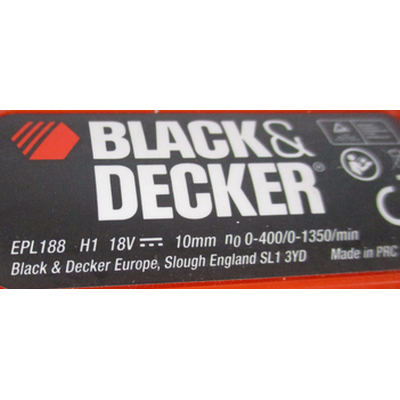 BLACK&
DECKER®
EPL188 H1 18V⎓ 10mm n0 0-400/0-1350/min
Black & Decker Europe, Slough England SL1 3YD Made in PRC